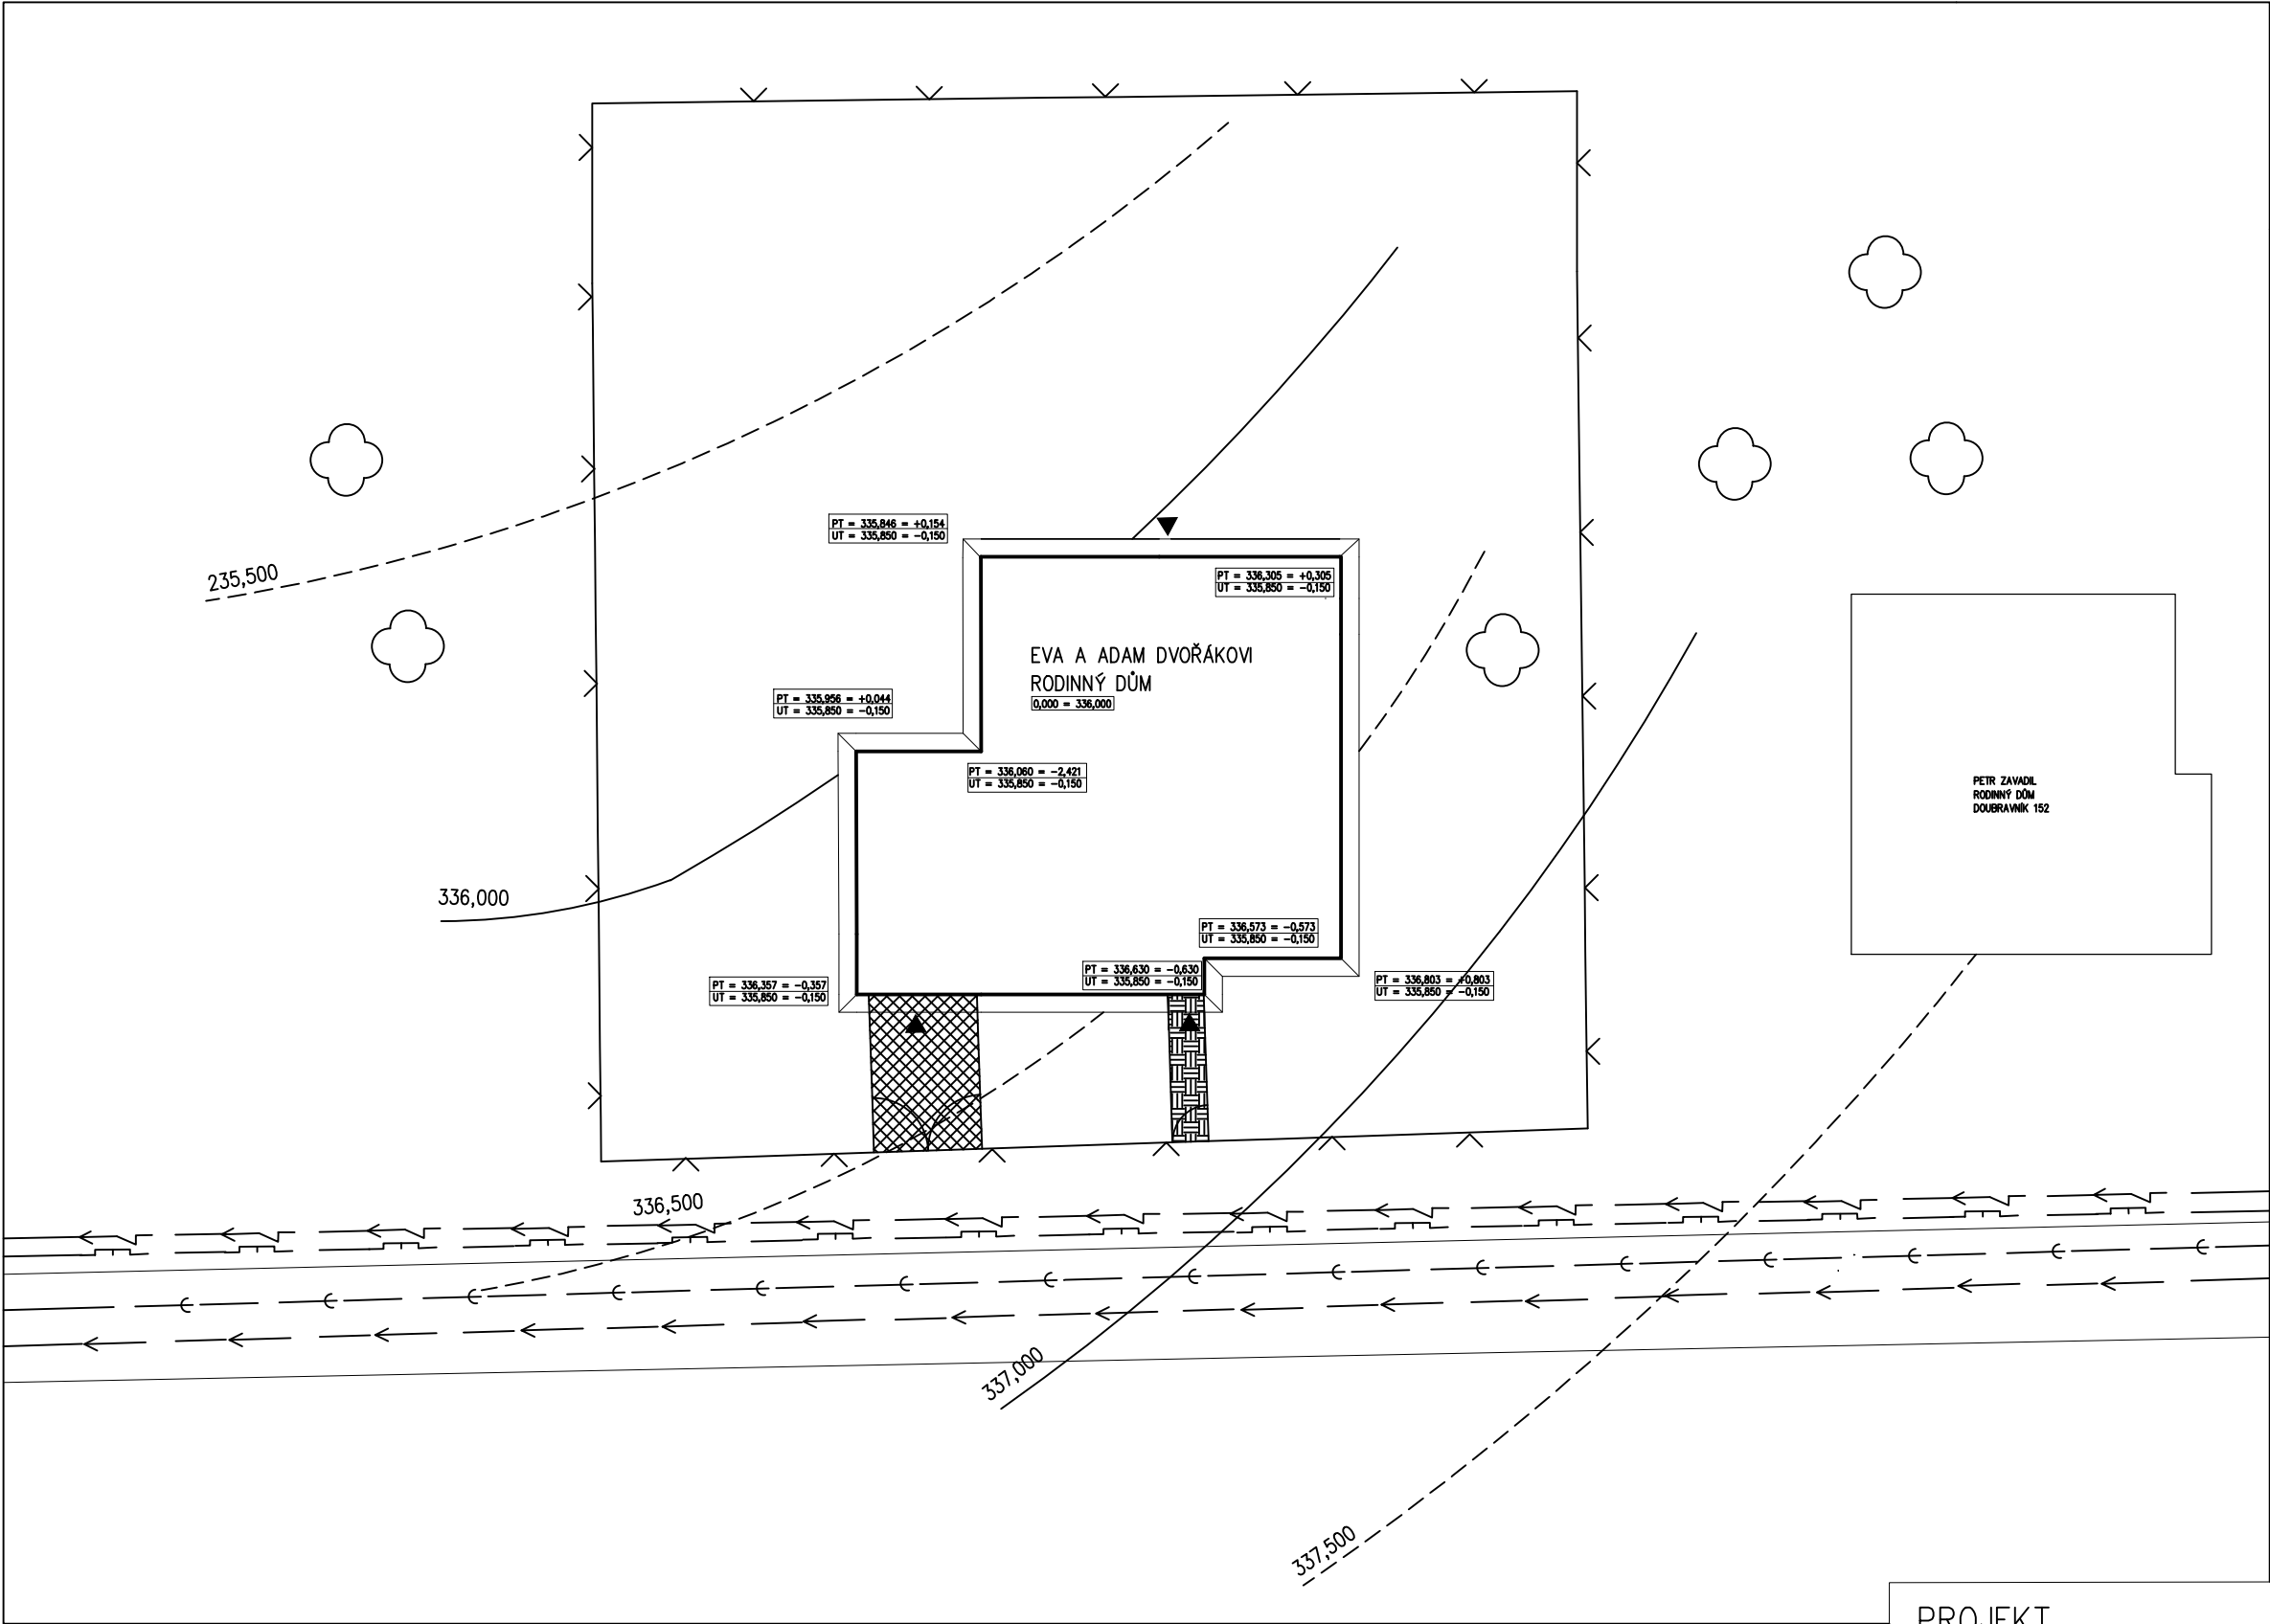 PT = 335,846 = +0,154
UT = 335,850 = -0,150
235,500
PT = 336,305 = +0,305
UT = 335,850 = -0,150
EVA A ADAM DVOŘÁKOVI
RODINNÝ DŮM
0,000 = 336,000
PT = 335,956 = +0,044
UT = 335,850 = -0,150
PT = 336,060 = -2,421
UT = 335,850 = -0,150
PETR ZAVADIL
RODINNÝ DŮM
DOUBRAVNÍK 152
336,000
PT = 336,573 = -0,573
UT = 335,850 = -0,150
PT = 336,630 = -0,630
UT = 335,850 = -0,150
PT = 336,357 = -0,357
UT = 335,850 = -0,150
PT = 336,803 = +0,803
UT = 335,850 = -0,150
336,500
337,000
337,500
PROJEKT